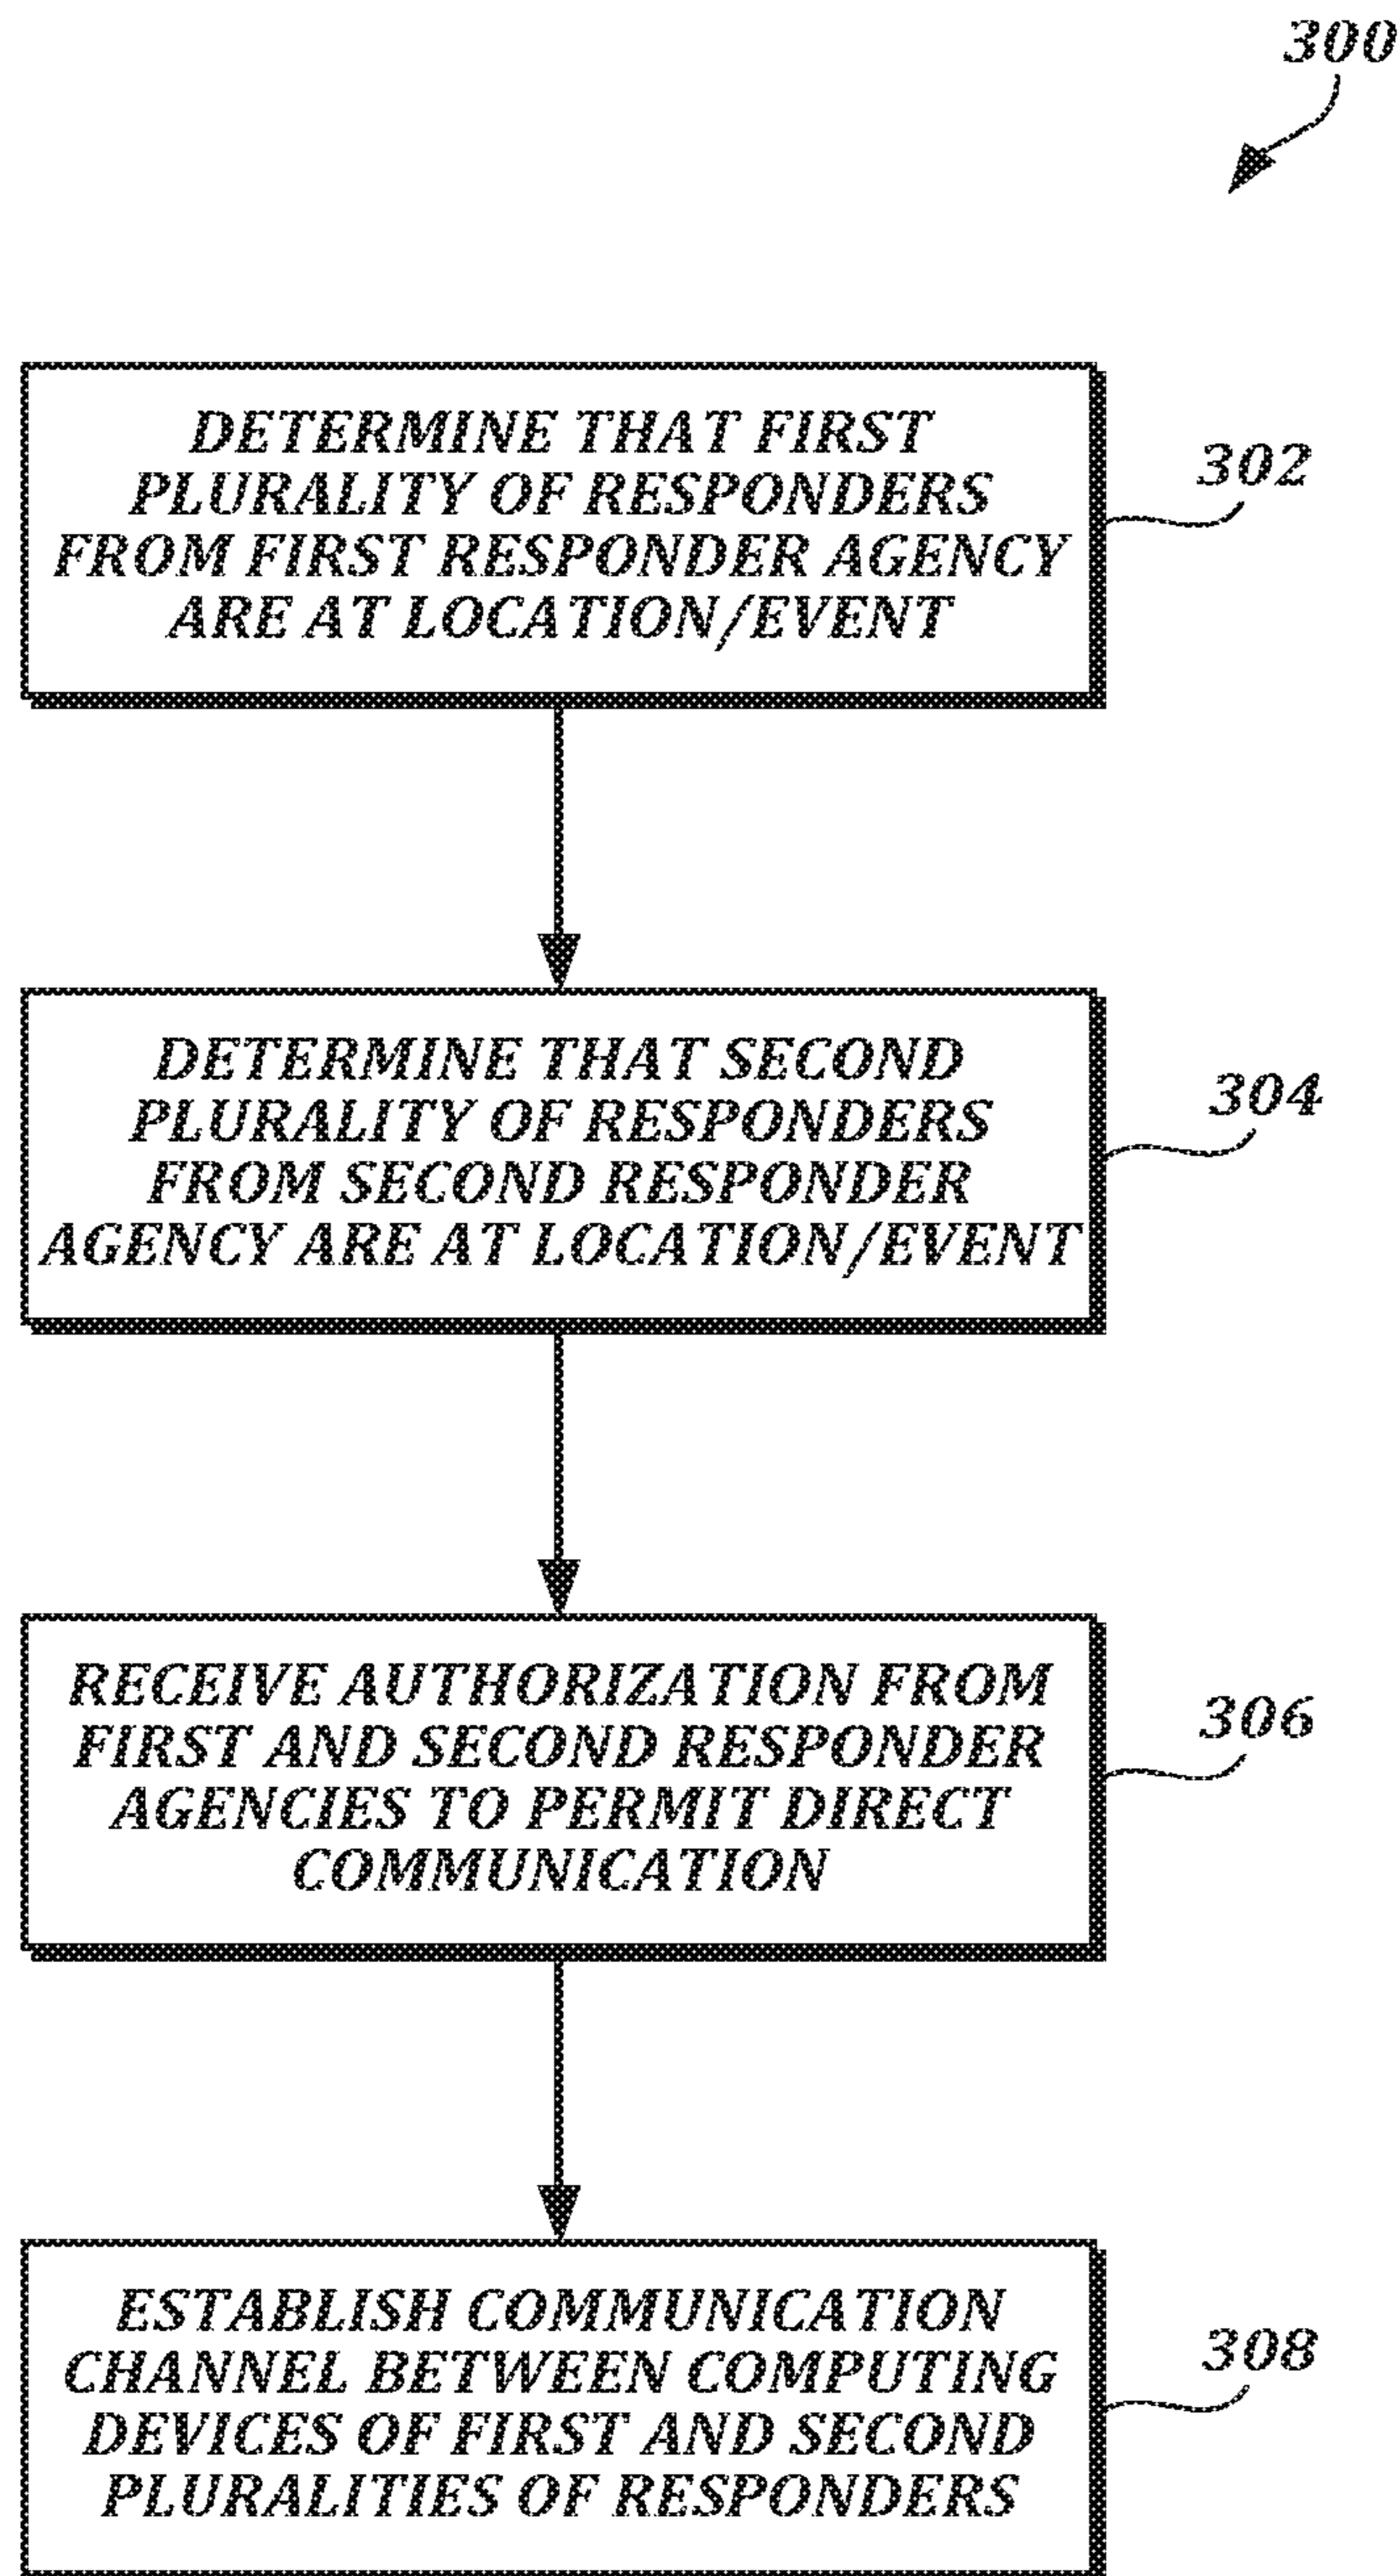 300
DETERMINE THAT FIRST
PLURALITY OF RESPONDERS
FROM FIRST RESPONDER AGENCY
ARE AT LOCATION/EVENT
302
DETERMINE THAT SECOND
PLURALITY OF RESPONDERS
FROM SECOND RESPONDER
AGENCY ARE AT LOCATION/EVENT
304
RECEIVE AUTHORIZATION FROM
FIRST AND SECOND RESPONDER
AGENCIES TO PERMIT DIRECT
COMMUNICATION
306
ESTABLISH COMMUNICATION
CHANNEL BETWEEN COMPUTING
DEVICES OF FIRST AND SECOND
PLURALITIES OF RESPONDERS
308